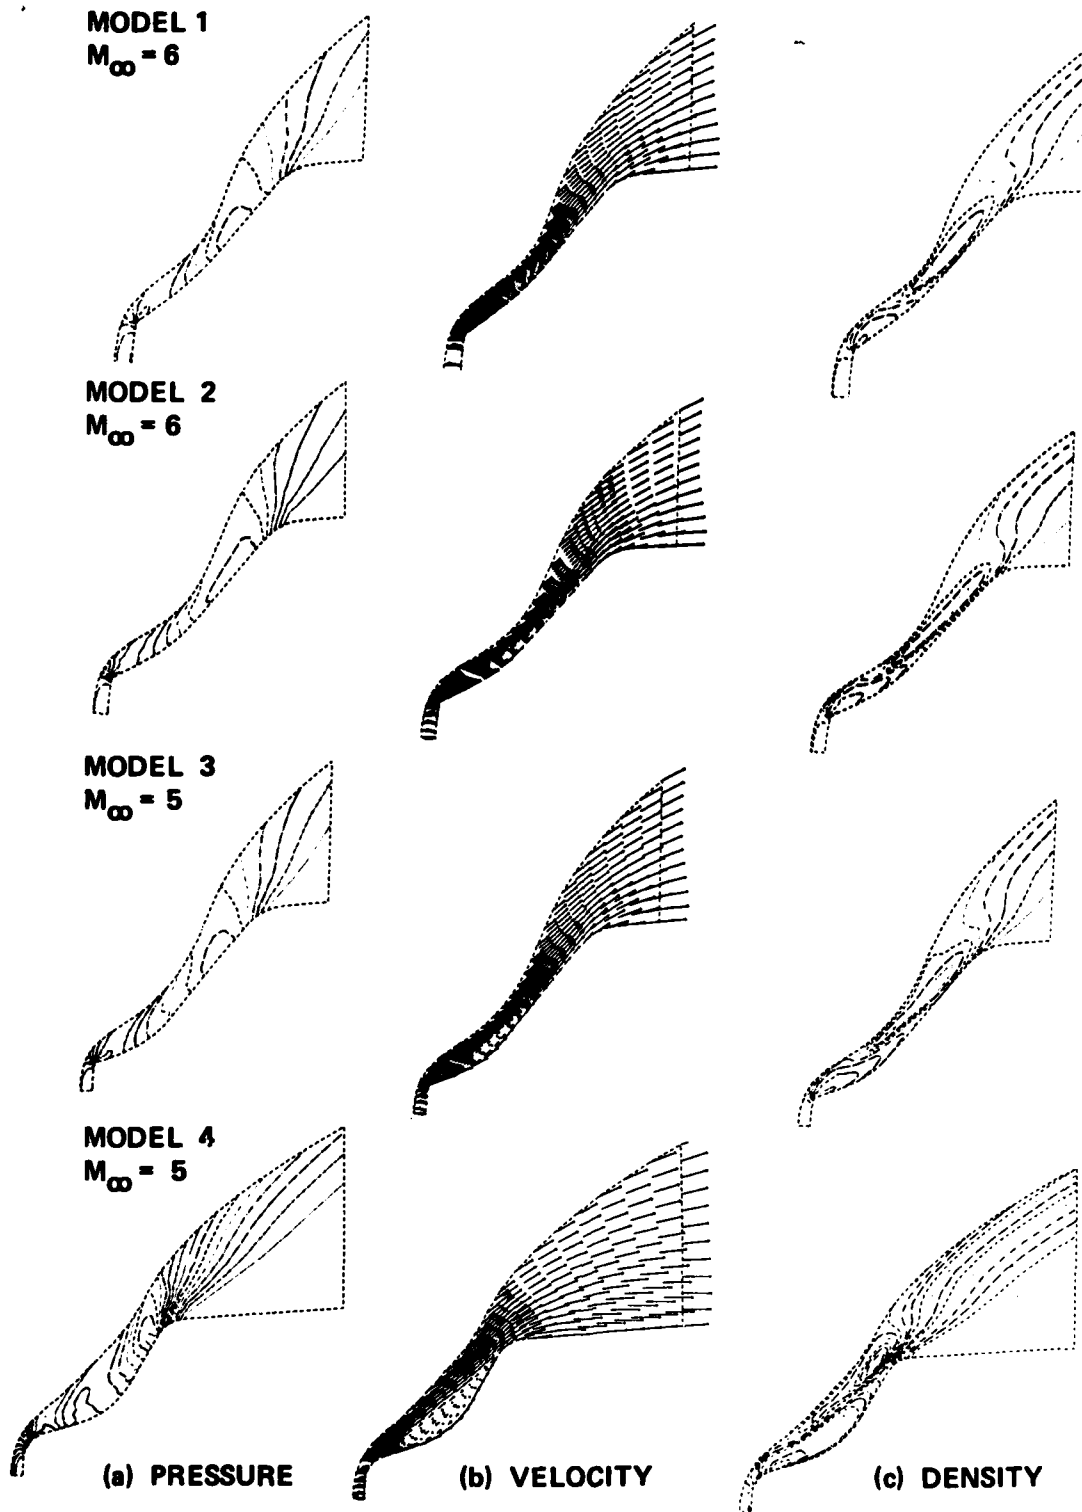 MODEL 1
M∞ = 6
MODEL 2
M∞ = 6
MODEL 3
M∞ = 5
MODEL 4
M∞ = 5
(a) PRESSURE (b) VELOCITY (c) DENSITY